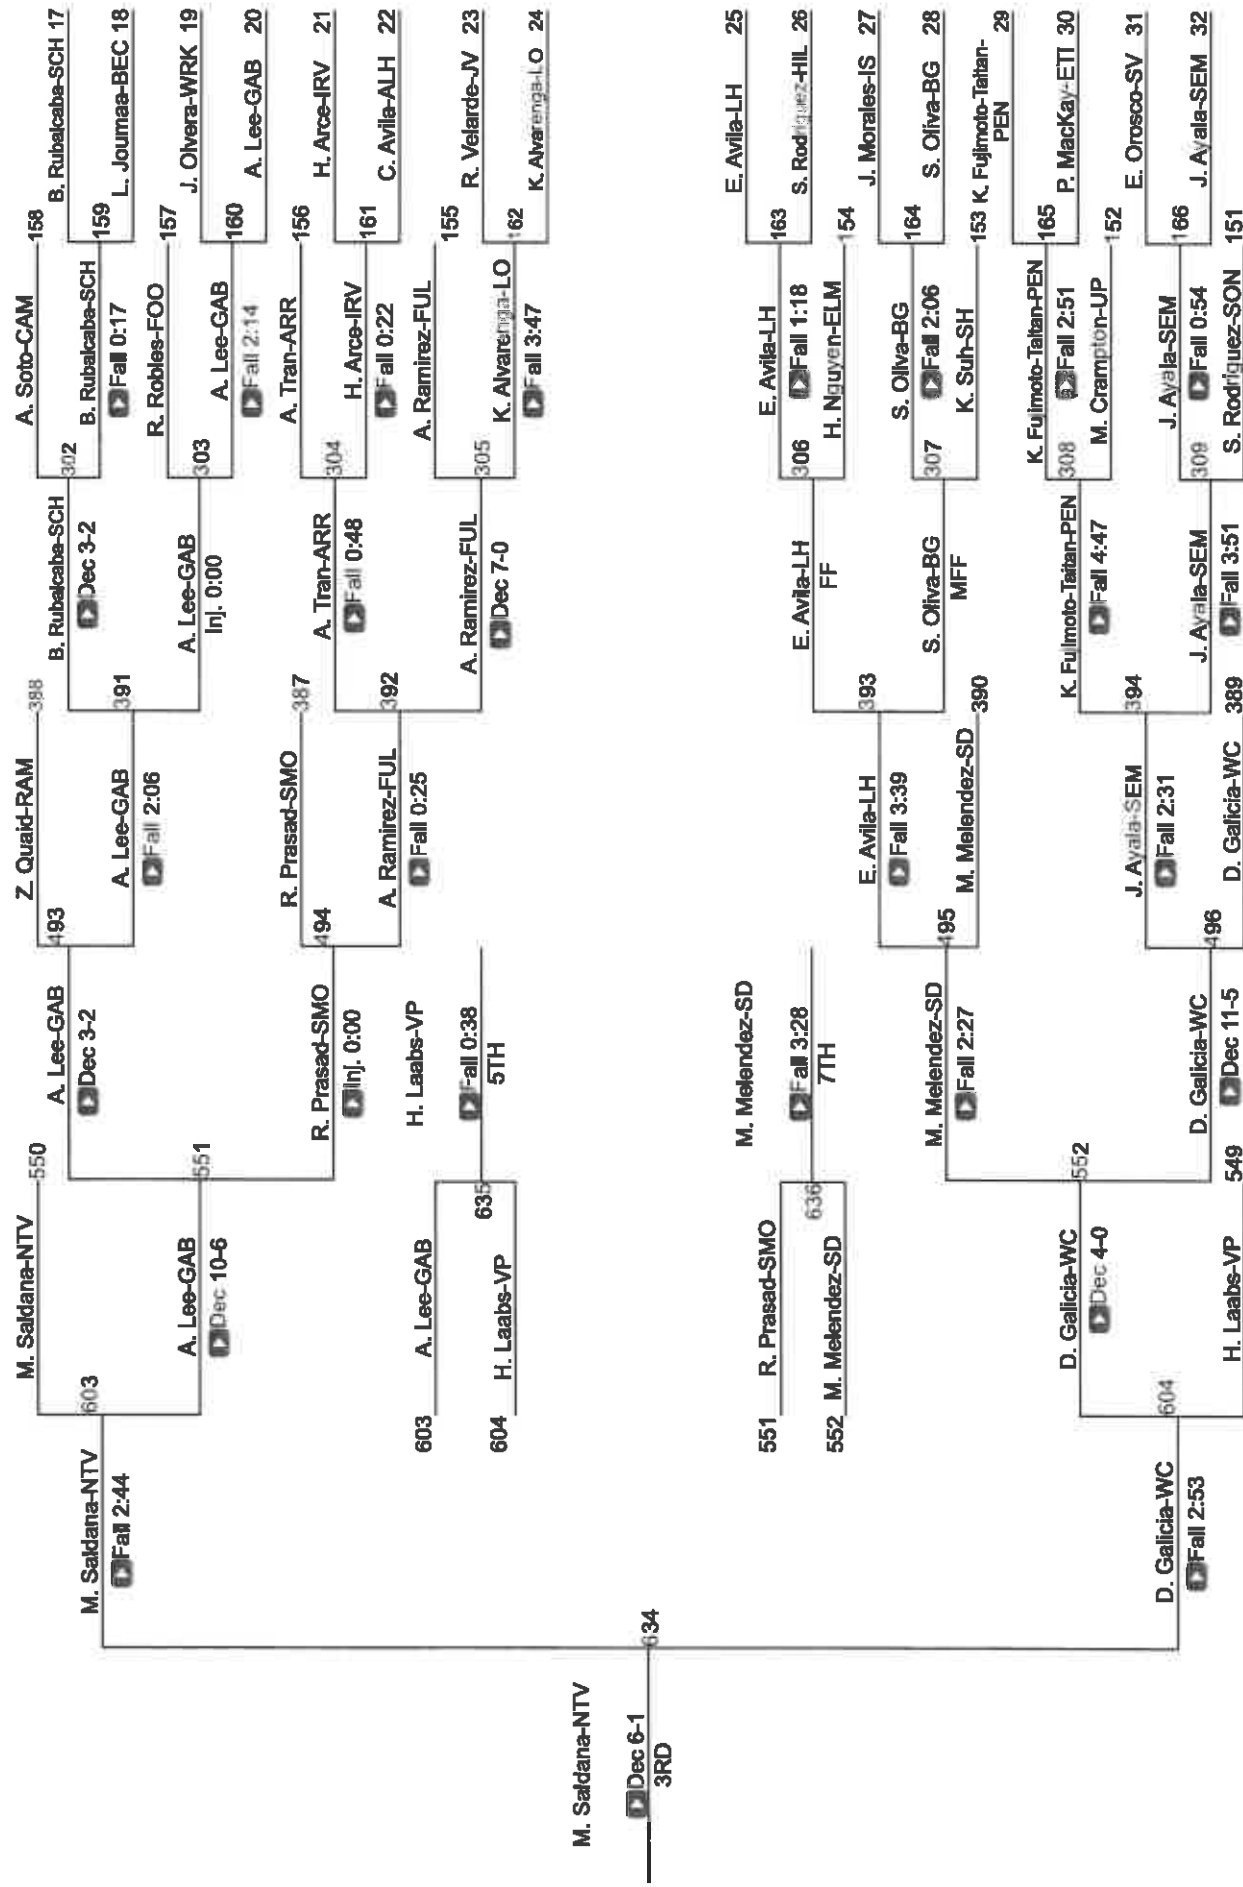 B. Rubalcaba-SCH 17
L. Joumaa-BEC 18
J. Olvera-WRK 19
A. Lee-GAB 20
H. Arce-IRV 21
C. Avila-ALH 22
R. Velarde-JV 23
K. Alvarenga-LO 24
E. Avila-LH 25
S. Rodriguez-HIL 26
J. Morales-IS 27
S. Oliva-BG 28
K. Fujimoto-Taitan-
PEN 29
P. MacKay-ETI 30
E. Orosco-SV 31
J. Ayala-SEM 32
A. Soto-CAM 158
B. Rubalcaba-SCH 159
Fall 0:17
R. Robles-FOO 157
A. Lee-GAB 160
Fall 2:14
A. Tran-ARR 156
H. Arce-IRV 161
Fall 0:22
A. Ramirez-FUL 155
K. Alvarenga-LO 162
Fall 3:47
E. Avila-LH 163
Fall 1:18
H. Nguyen-ELM 154
S. Oliva-BG 164
Fall 2:06
K. Suh-SH 153
K. Fujimoto-Taitan-PEN 165
Fall 2:51
M. Crampton-UP 152
J. Ayala-SEM 166
Fall 0:54
S. Rodriguez-SON 151
B. Rubalcaba-SCH 302
Dec 3-2
A. Lee-GAB 303
Inj. 0:00
A. Tran-ARR 304
Fall 0:48
A. Ramirez-FUL 305
Dec 7-0
E. Avila-LH 306
FF
S. Oliva-BG 307
MFF
K. Fujimoto-Taitan-PEN 308
Fall 4:47
J. Ayala-SEM 309
Fall 3:51
Z. Quaid-RAM 388
A. Lee-GAB 391
Fall 2:06
R. Prasad-SMO 387
A. Ramirez-FUL 392
Fall 0:25
E. Avila-LH 393
Fall 3:39
M. Melendez-SD 390
J. Ayala-SEM 394
Fall 2:31
D. Galicia-WC 389
A. Lee-GAB 493
Dec 3-2
R. Prasad-SMO 494
Inj. 0:00
H. Laabs-VP
Fall 0:38
5TH
M. Melendez-SD
Fall 3:28
7TH
M. Melendez-SD 495
Fall 2:27
D. Galicia-WC 496
Dec 11-5
M. Saldana-NTV 550
A. Lee-GAB 551
Dec 10-6
603 A. Lee-GAB
635
604 H. Laabs-VP
551 R. Prasad-SMO
636
552 M. Melendez-SD
D. Galicia-WC 552
Dec 4-0
H. Laabs-VP 549
M. Saldana-NTV 603
Fall 2:44
D. Galicia-WC 604
Fall 2:53
M. Saldana-NTV 634
Dec 6-1
3RD